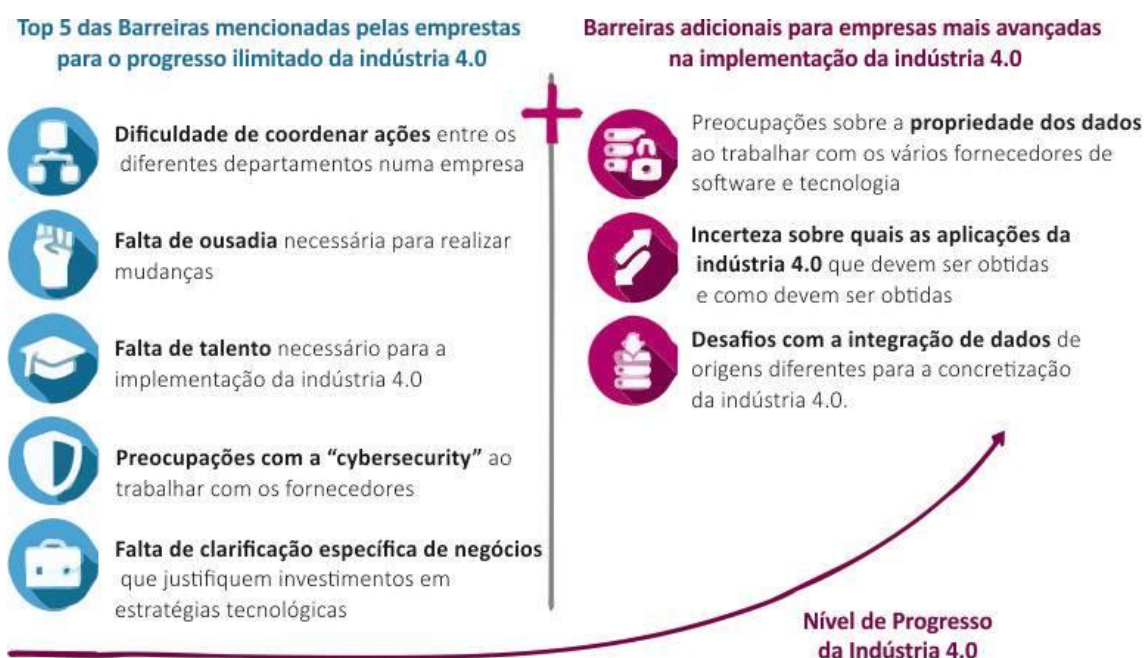 Top 5 das Barreiras mencionadas pelas emprestas
para o progresso ilimitado da indústria 4.0
Dificuldade de coordenar ações entre os
diferentes departamentos numa empresa
Falta de ousadia necessária para realizar
mudanças
Falta de talento necessário para a
implementação da indústria 4.0
Preocupações com a “cybersecurity” ao
trabalhar com os fornecedores
Falta de clarificação específica de negócios
que justifiquem investimentos em
estratégias tecnológicas
Barreiras adicionais para empresas mais avançadas
na implementação da indústria 4.0
Preocupações sobre a propriedade dos dados
ao trabalhar com os vários fornecedores de
software e tecnologia
Incerteza sobre quais as aplicações da
indústria 4.0 que devem ser obtidas
e como devem ser obtidas
Desafios com a integração de dados de
origens diferentes para a concretização
da indústria 4.0.
Nível de Progresso
da Indústria 4.0